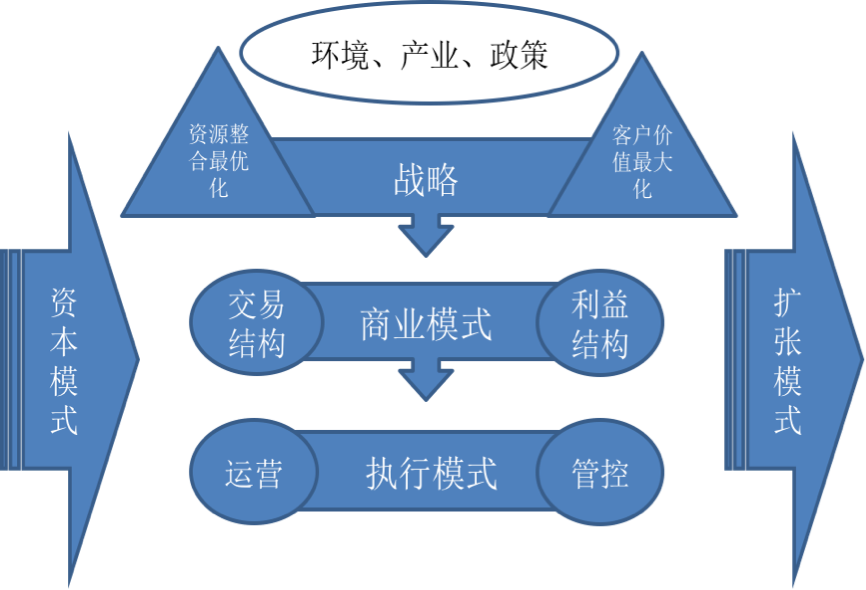 环境、产业、政策
资源整
合最优
化
战略
客户价
值最大
化
资
本
模
式
交易
结构
商业模式
利益
结构
扩
张
模
式
运营
执行模式
管控